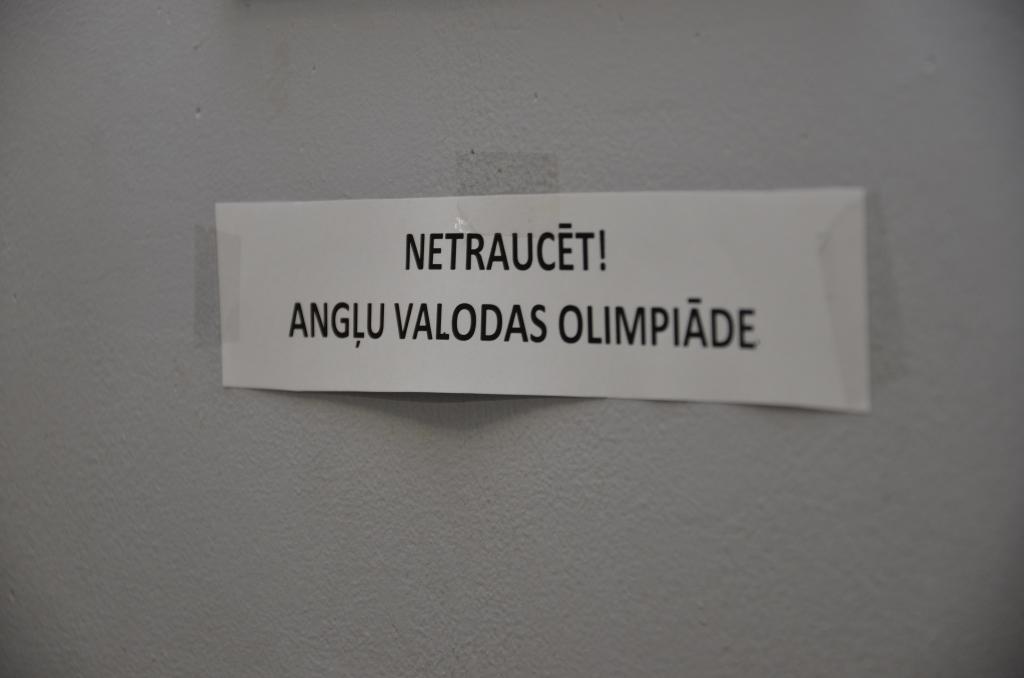 NETRAUCĒT!
ANGĻU VALODAS OLIMPIĀDE